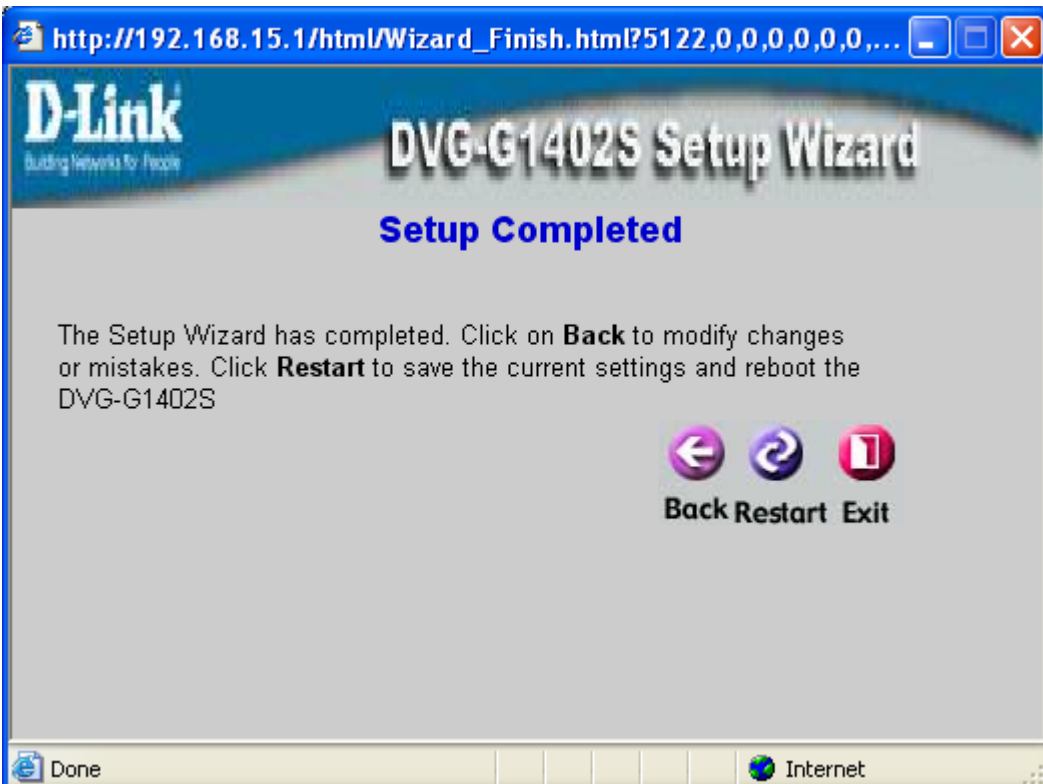 http://192.168.15.1/html/Wizard_Finish.html?5122,0,0,0,0,0,0,...
D-Link
Building Networks for People
DVG-G1402S Setup Wizard
Setup Completed
The Setup Wizard has completed. Click on Back to modify changes
or mistakes. Click Restart to save the current settings and reboot the
DVG-G1402S
Back Restart Exit
Done Internet